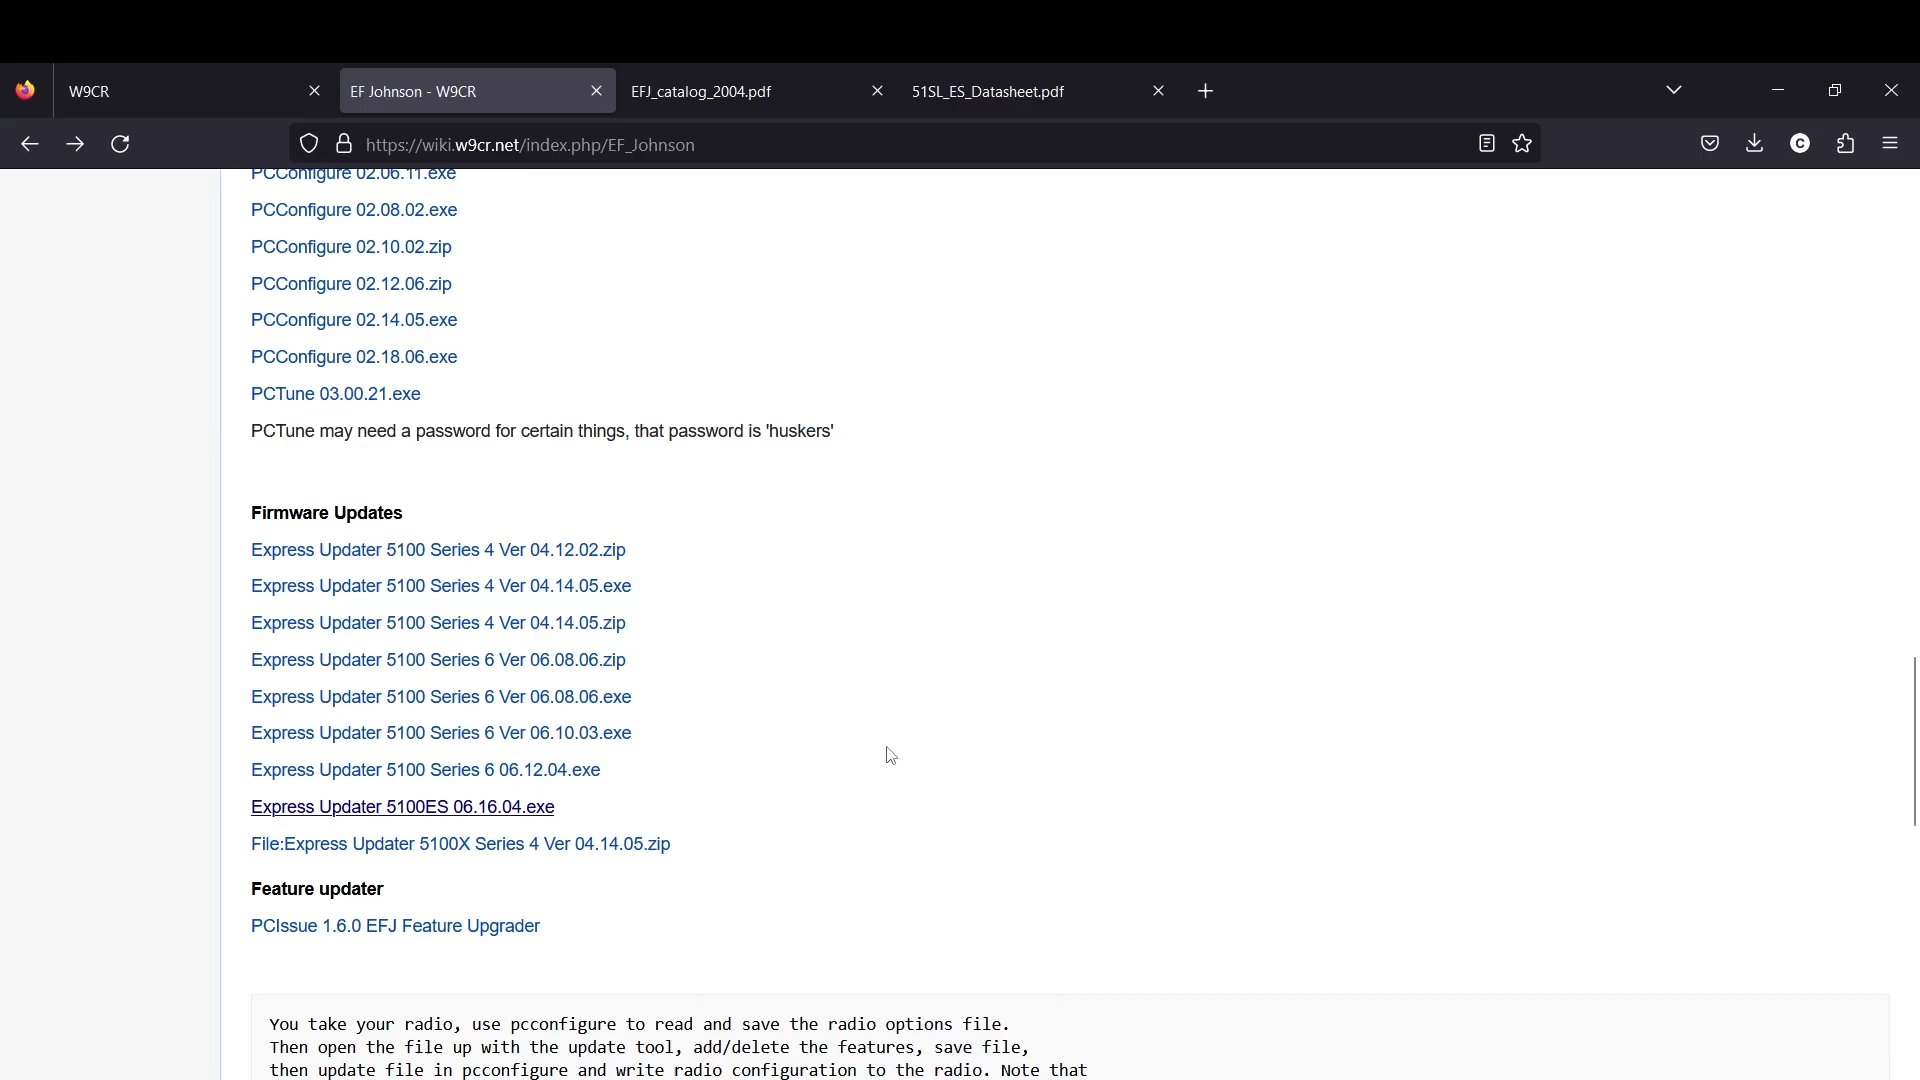 W9CR
EF Johnson - W9CR
EFJ_catalog_2004.pdf
51SL_ES_Datasheet.pdf
https://wiki.w9cr.net/index.php/EF_Johnson
PCConfigure 02.06.11.exe
PCConfigure 02.08.02.exe
PCConfigure 02.10.02.zip
PCConfigure 02.12.06.zip
PCConfigure 02.14.05.exe
PCConfigure 02.18.06.exe
PCTune 03.00.21.exe
PCTune may need a password for certain things, that password is 'huskers'
Firmware Updates
Express Updater 5100 Series 4 Ver 04.12.02.zip
Express Updater 5100 Series 4 Ver 04.14.05.exe
Express Updater 5100 Series 4 Ver 04.14.05.zip
Express Updater 5100 Series 6 Ver 06.08.06.zip
Express Updater 5100 Series 6 Ver 06.08.06.exe
Express Updater 5100 Series 6 Ver 06.10.03.exe
Express Updater 5100 Series 6 06.12.04.exe
Express Updater 5100ES 06.16.04.exe
File:Express Updater 5100X Series 4 Ver 04.14.05.zip
Feature updater
PCIssue 1.6.0 EFJ Feature Upgrader
You take your radio, use pcconfigure to read and save the radio options file.
Then open the file up with the update tool, add/delete the features, save file,
then update file in pcconfigure and write radio configuration to the radio. Note that